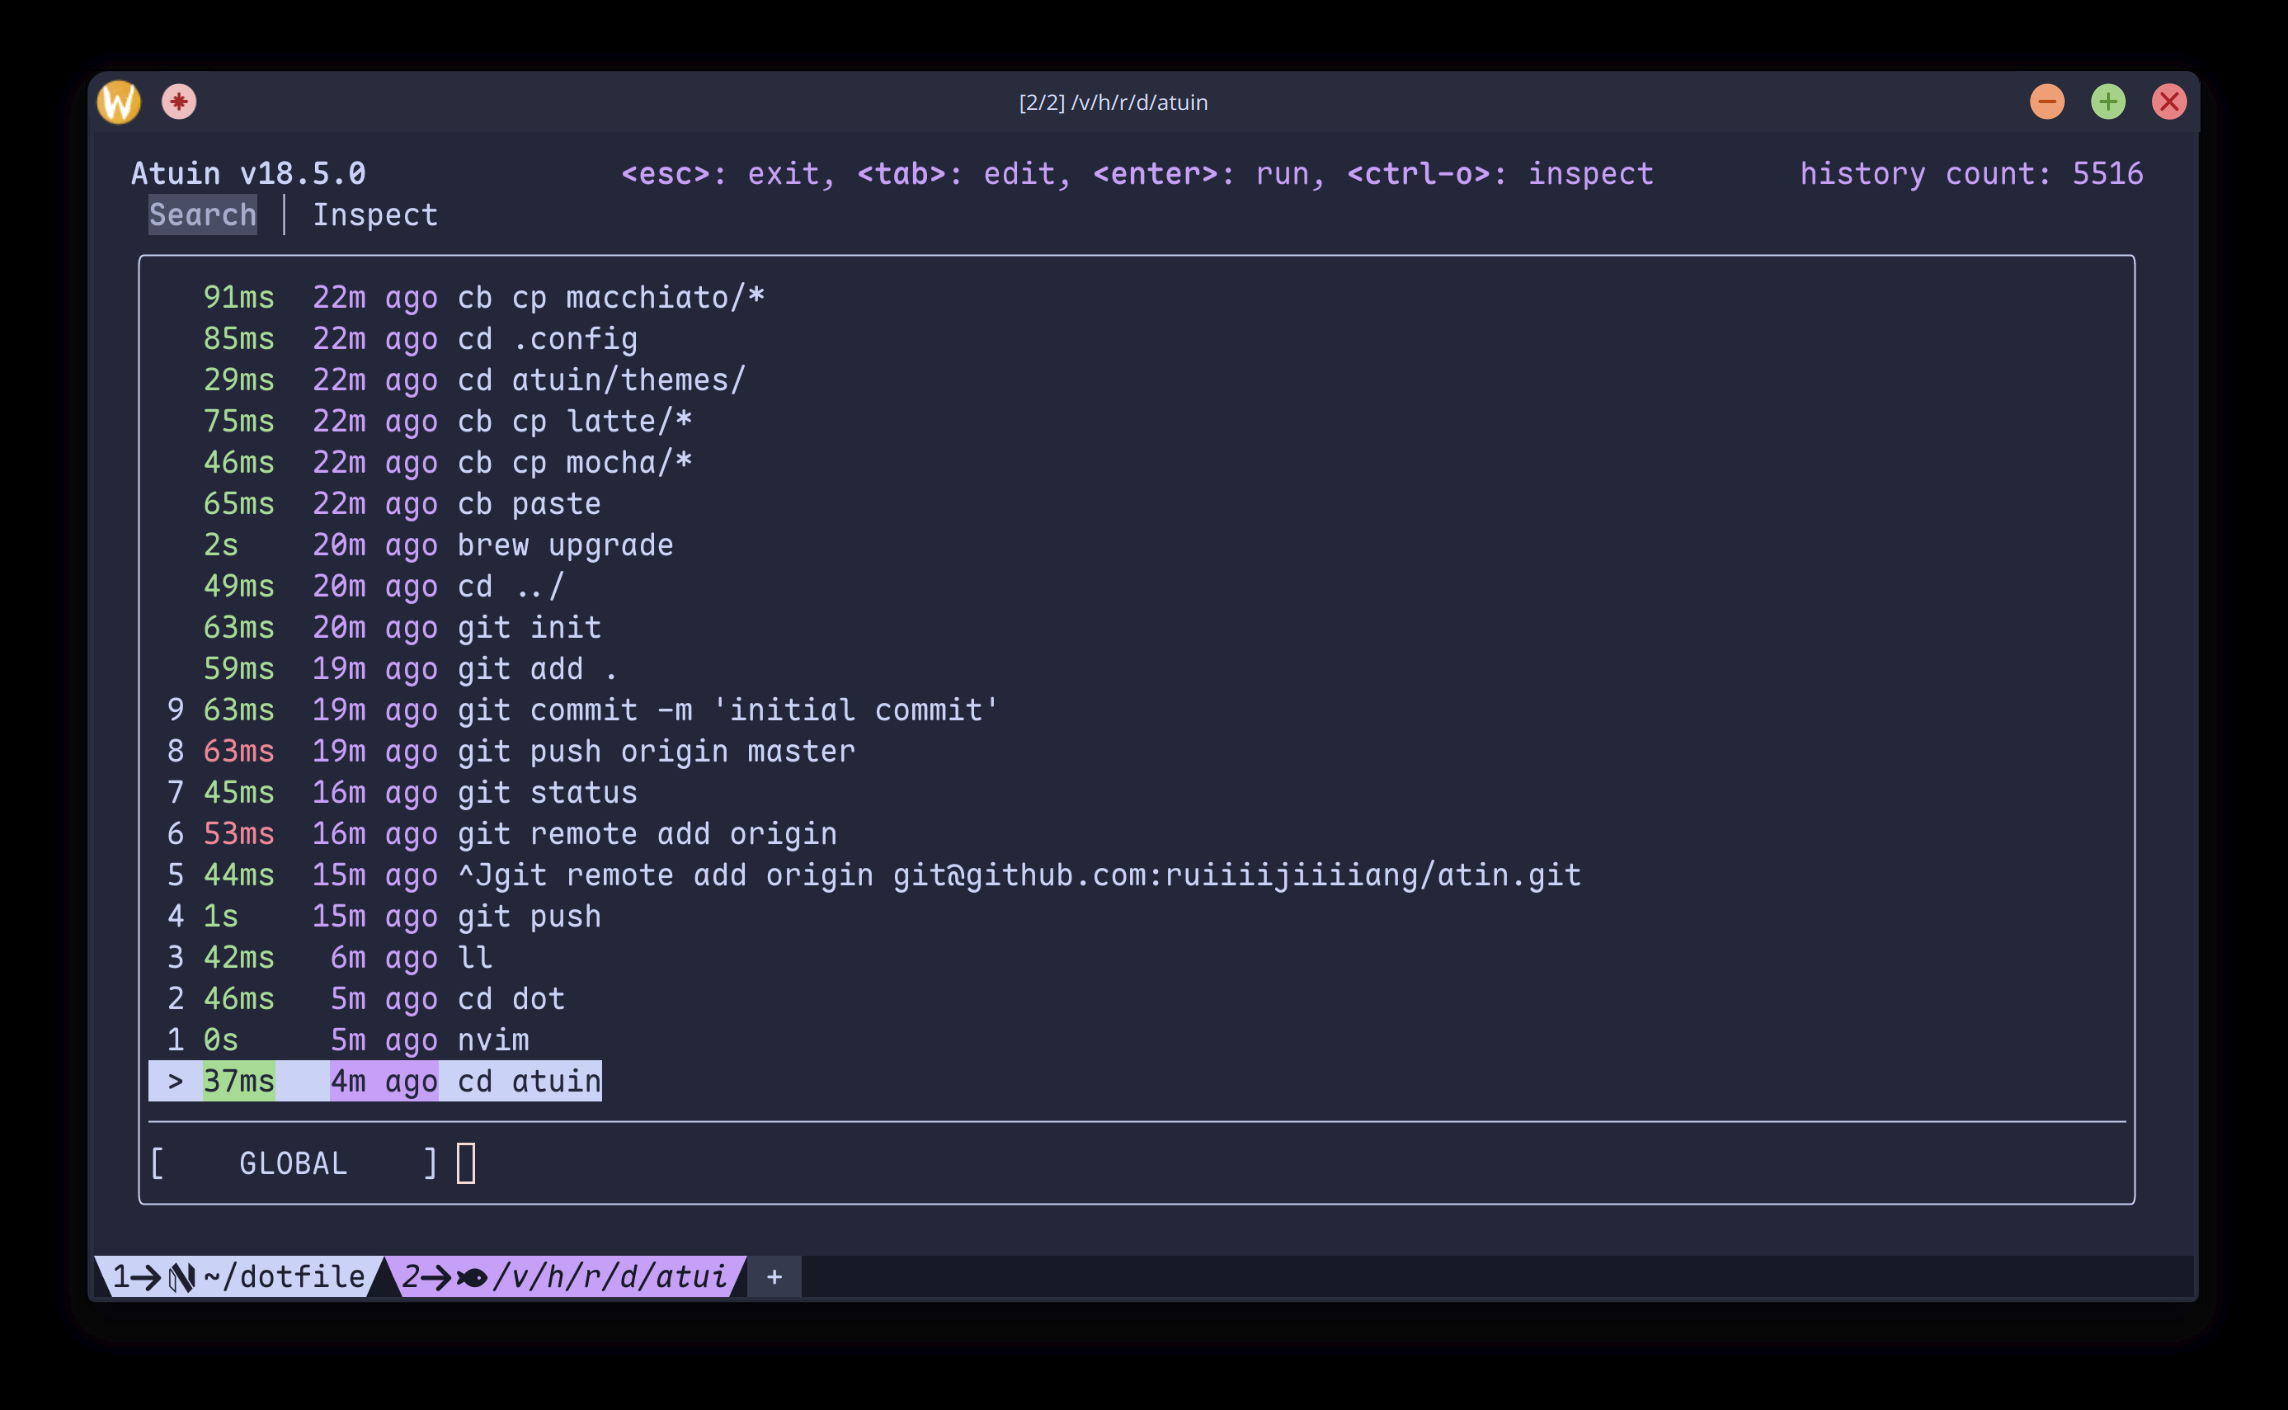 W
[2/2] /v/h/r/d/atuin
Atuin v18.5.0 <esc>: exit, <tab>: edit, <enter>: run, <ctrl-o>: inspect history count: 5516
Search │ Inspect
91ms 22m ago cb cp macchiato/*
85ms 22m ago cd .config
29ms 22m ago cd atuin/themes/
75ms 22m ago cb cp latte/*
46ms 22m ago cb cp mocha/*
65ms 22m ago cb paste
2s 20m ago brew upgrade
49ms 20m ago cd ../
63ms 20m ago git init
59ms 19m ago git add .
9 63ms 19m ago git commit -m 'initial commit'
8 63ms 19m ago git push origin master
7 45ms 16m ago git status
6 53ms 16m ago git remote add origin
5 44ms 15m ago ^Jgit remote add origin git@github.com:ruiiiijiiiiang/atin.git
4 1s 15m ago git push
3 42ms 6m ago ll
2 46ms 5m ago cd dot
1 0s 5m ago nvim
> 37ms 4m ago cd atuin
[ GLOBAL ]
1→ ~/dotfile 2→ /v/h/r/d/atui +